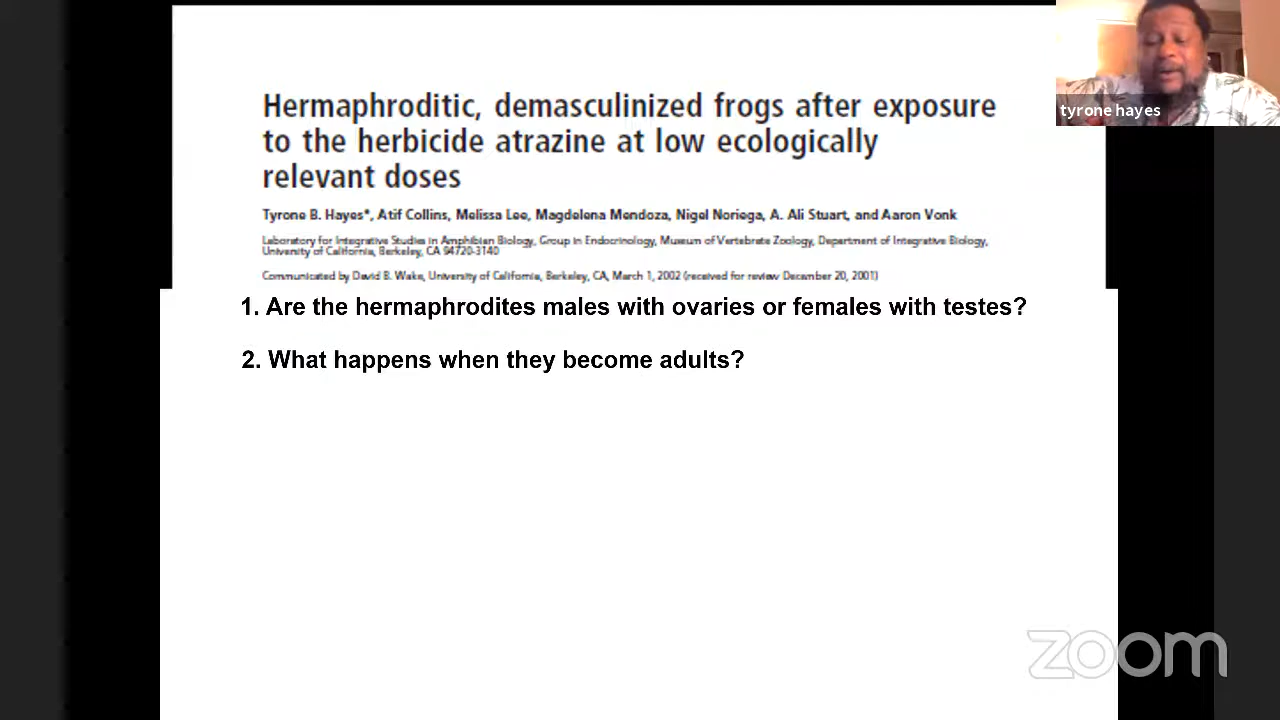 tyrone hayes
Hermaphroditic, demasculinized frogs after exposure
to the herbicide atrazine at low ecologically
relevant doses
Tyrone B. Hayes*, Atif Collins, Melissa Lee, Magdelena Mendoza, Nigel Noriega, A. Ali Stuart, and Aaron Vonk
Laboratory for Integrative Studies in Amphibian Biology, Group in Endocrinology, Museum of Vertebrate Zoology, Department of Integrative Biology,
University of California, Berkeley, CA 94720-3140
Communicated by David B. Wake, University of California, Berkeley, CA, March 1, 2002 (received for review December 20, 2001)
1. Are the hermaphrodites males with ovaries or females with testes?
2. What happens when they become adults?
zoom